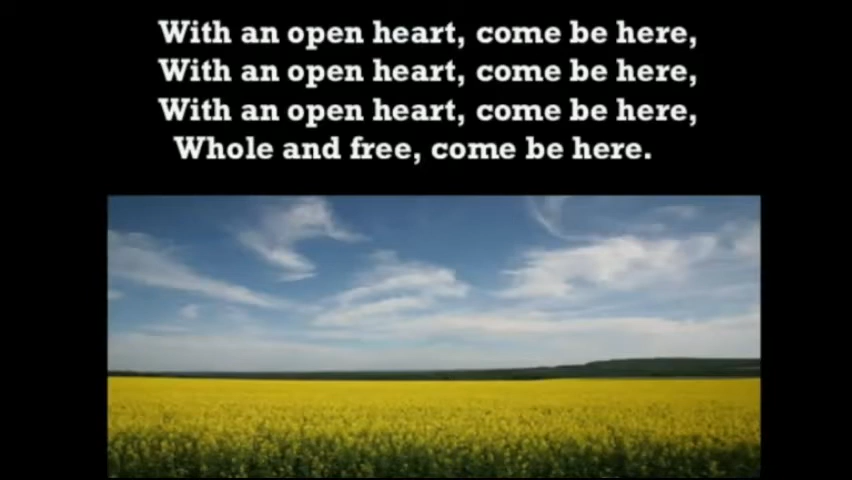 With an open heart, come be here,
With an open heart, come be here,
With an open heart, come be here,
Whole and free, come be here.